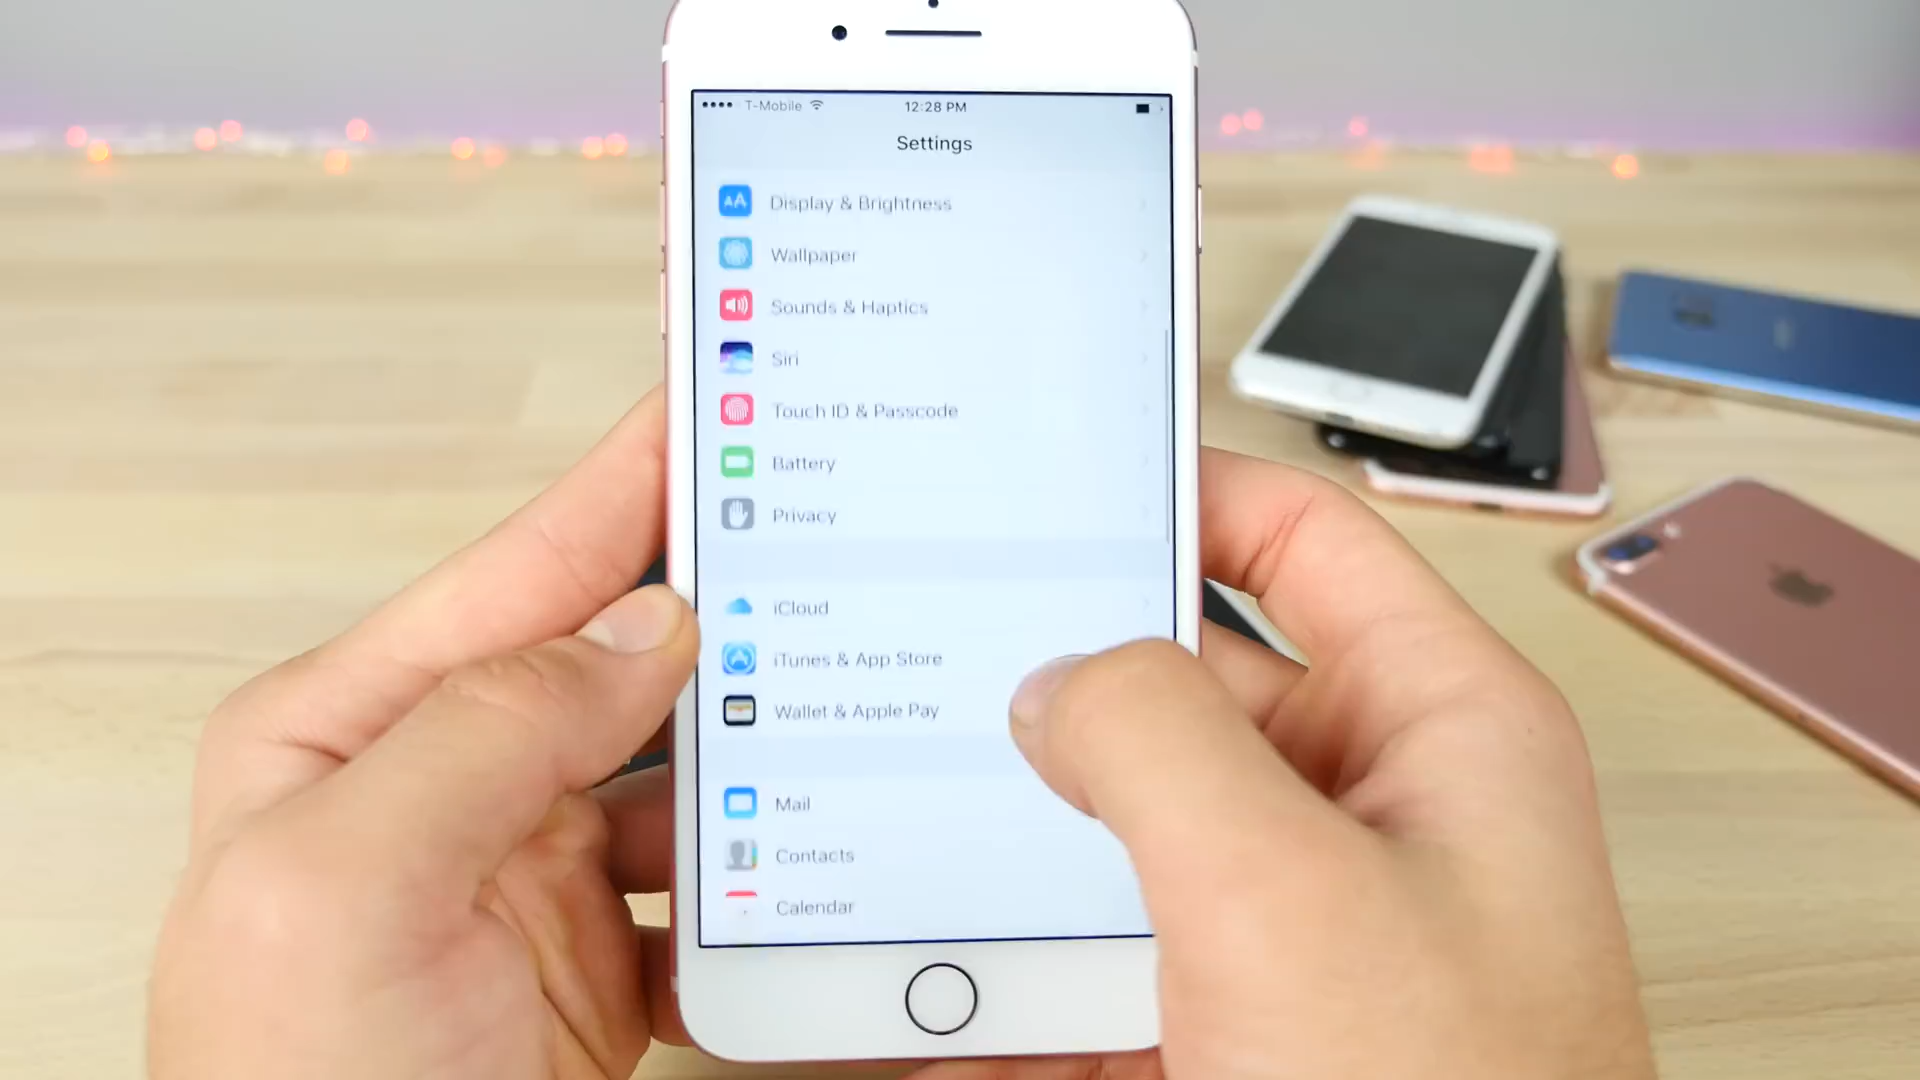 T-Mobile 12:28 PM
Settings
AA Display & Brightness
Wallpaper
Sounds & Haptics
Siri
Touch ID & Passcode
Battery
Privacy
iCloud
iTunes & App Store
Wallet & Apple Pay
Mail
Contacts
Calendar